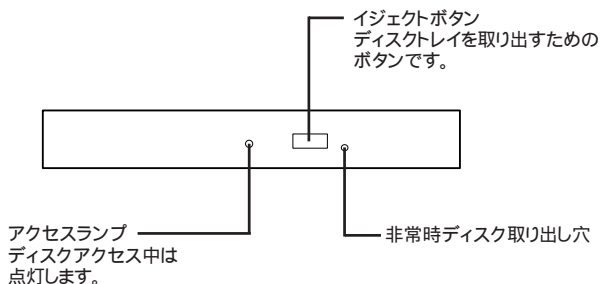 イジェクトボタン
ディスクトレイを取り出すための
ボタンです。
アクセスランプ
ディスクアクセス中は
点灯します。
非常時ディスク取り出し穴